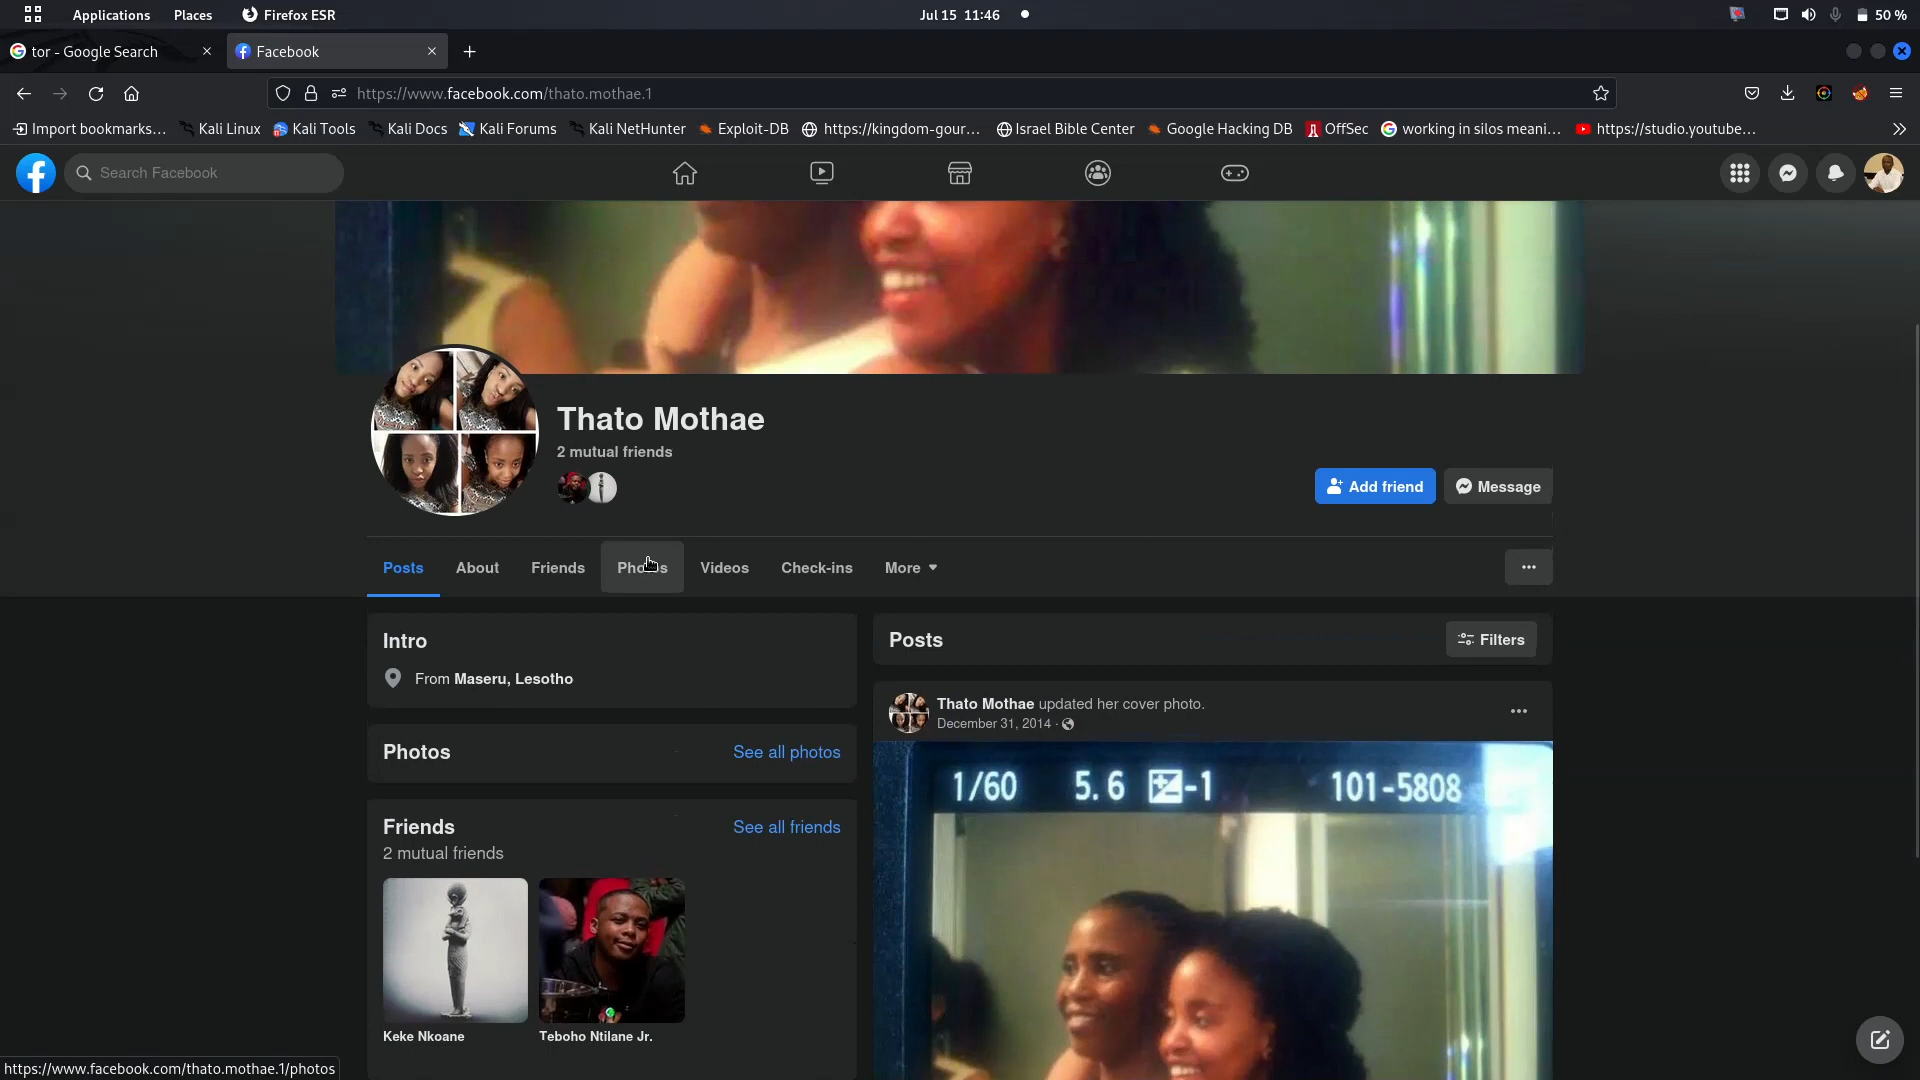 Applications Places Firefox ESR Jul 15 11:46 50 %
tor - Google Search Facebook
https://www.facebook.com/thato.mothae.1
Import bookmarks... Kali Linux Kali Tools Kali Docs Kali Forums Kali NetHunter Exploit-DB https://kingdom-gour... Israel Bible Center Google Hacking DB OffSec working in silos meani... https://studio.youtube...
Search Facebook
Thato Mothae
2 mutual friends
Add friend Message
Posts About Friends Photos Videos Check-ins More
Intro
From Maseru, Lesotho
Photos
See all photos
Friends
See all friends
2 mutual friends
Keke Nkoane Teboho Ntilane Jr.
Posts
Filters
Thato Mothae updated her cover photo.
December 31, 2014 ·
1/60 5.6 -1 101-5808
https://www.facebook.com/thato.mothae.1/photos